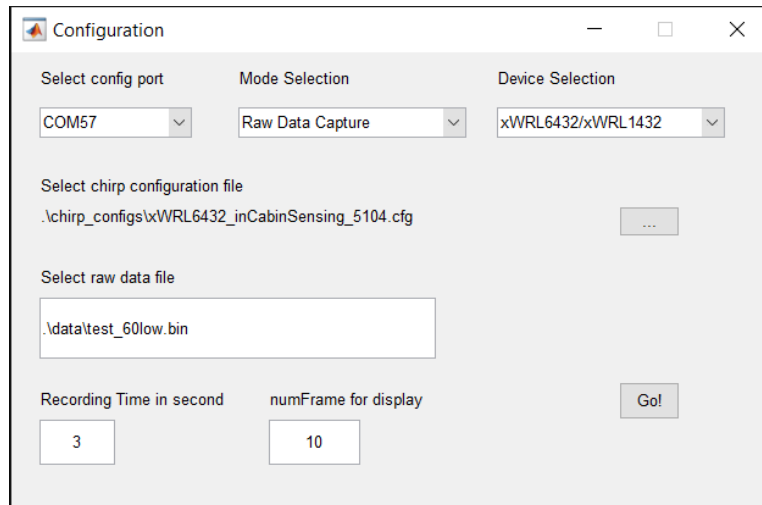 Configuration
Select config port Mode Selection Device Selection
COM57 Raw Data Capture xWRL6432/xWRL1432
Select chirp configuration file
.\chirp_configs\xWRL6432_inCabinSensing_5104.cfg ...
Select raw data file
.\data\test_60low.bin
Recording Time in second numFrame for display Go!
3 10